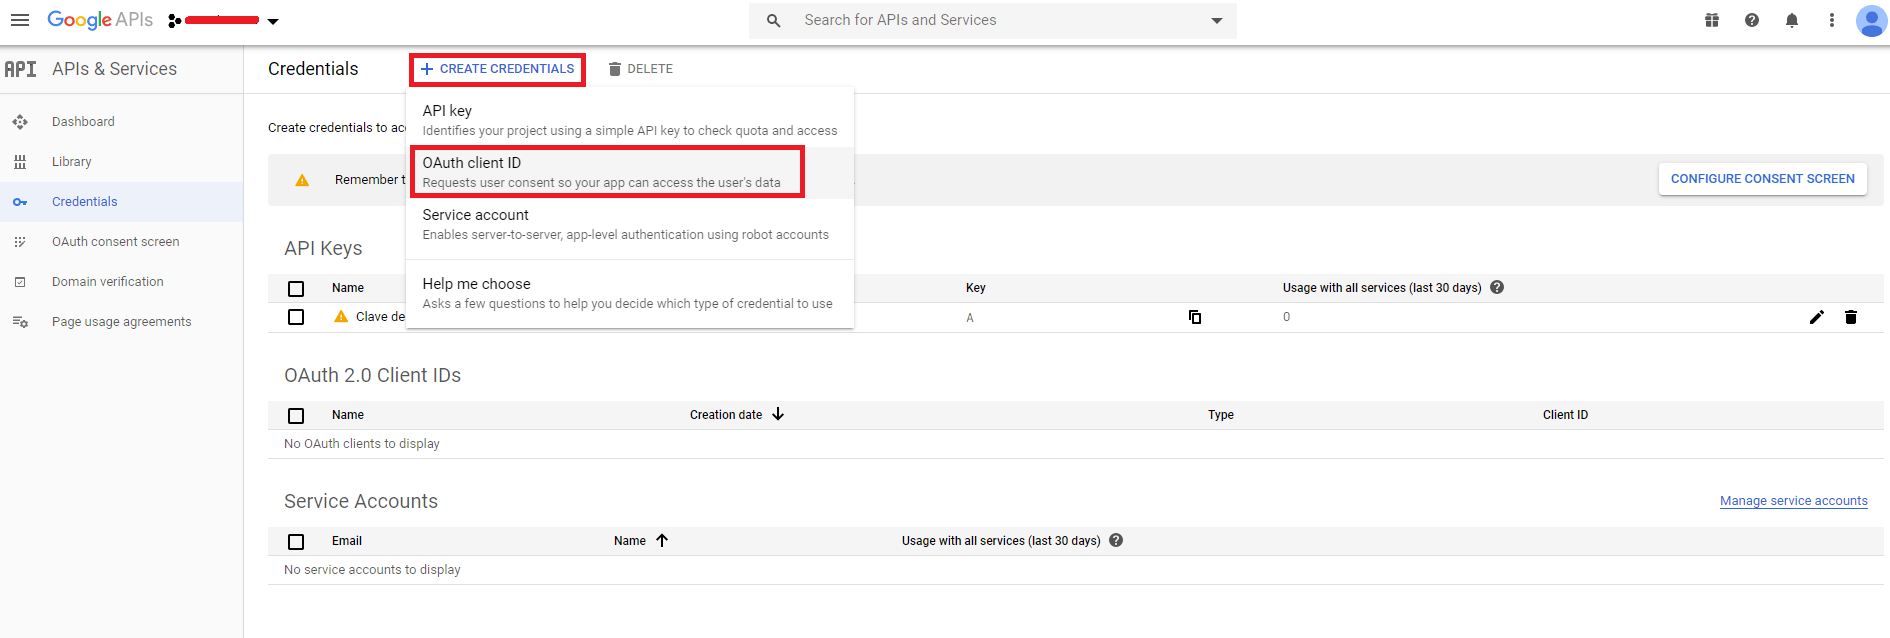 Google APIs
Search for APIs and Services
API APIs & Services
Credentials
CREATE CREDENTIALS
DELETE
Dashboard
Library
Credentials
OAuth consent screen
Domain verification
Page usage agreements
Create credentials to
API key
Identifies your project using a simple API key to check quota and access
OAuth client ID
Requests user consent so your app can access the user's data
Service account
Enables server-to-server, app-level authentication using robot accounts
Help me choose
Asks a few questions to help you decide which type of credential to use
Remember
CONFIGURE CONSENT SCREEN
API Keys
Name Key Usage with all services (last 30 days)
Clave de A 0
OAuth 2.0 Client IDs
Name Creation date Type Client ID
No OAuth clients to display
Service Accounts
Manage service accounts
Email Name Usage with all services (last 30 days)
No service accounts to display